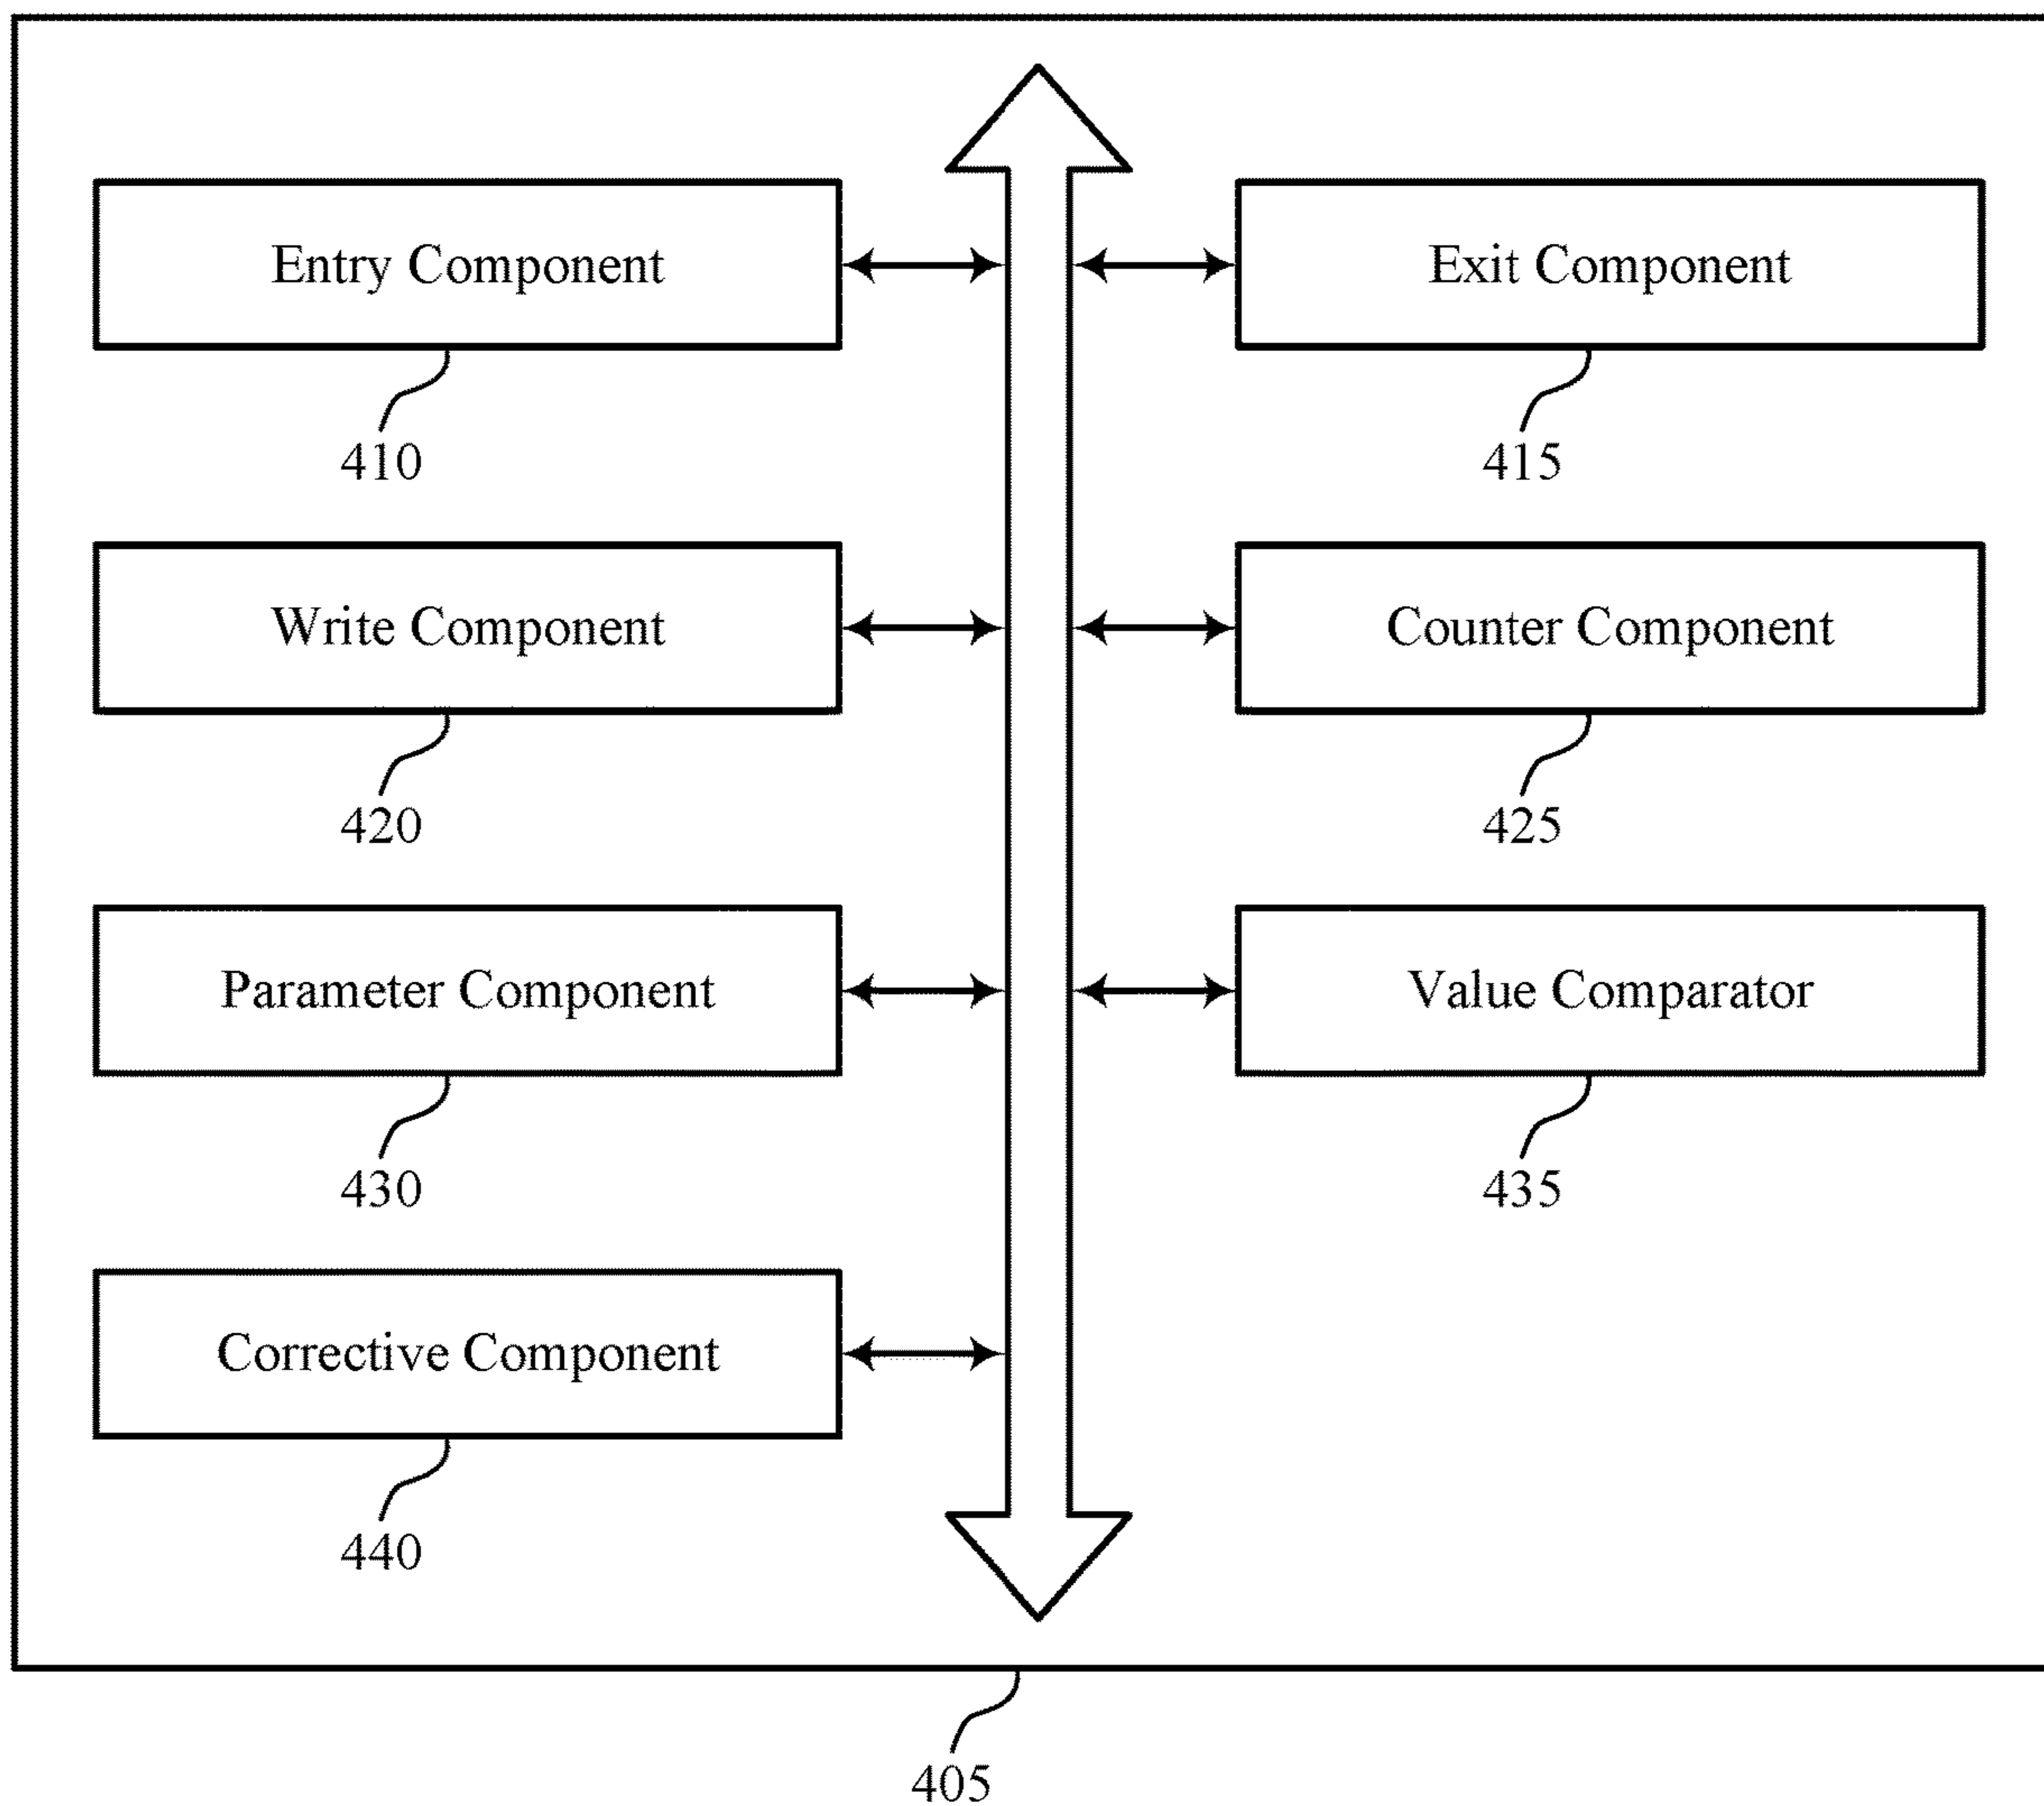 Entry Component
Exit Component
410
415
Write Component
Counter Component
420
425
Parameter Component
Value Comparator
430
435
Corrective Component
440
405